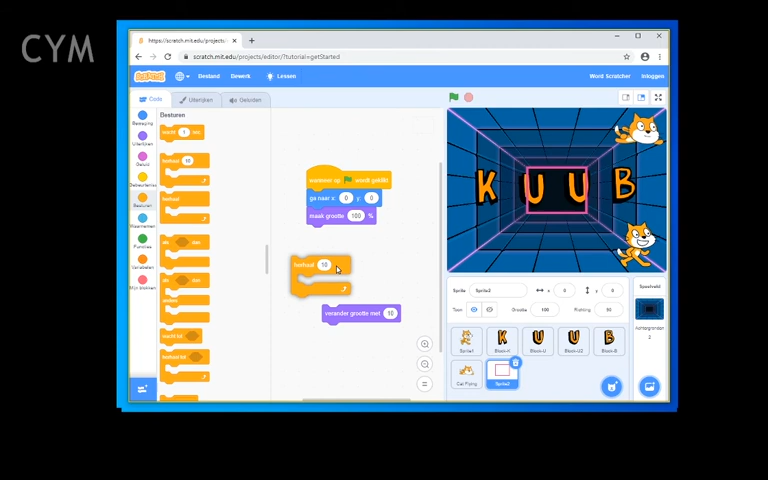 CYM
https://scratch.mit.edu/projects/
scratch.mit.edu/projects/editor/?tutorial=getStarted
Bestand
Bewerk
Lessen
Word Scratcher
Inloggen
Code
Uiterlijken
Geluiden
Beweging
Uiterlijken
Geluid
Gebeurtenissen
Besturen
Waarnemen
Functies
Variabelen
Mijn blokken
Besturen
wacht 1 sec.
herhaal 10
herhaal
als dan
als dan
anders
wacht tot
herhaal tot
wanneer op wordt geklikt
ga naar x: 0 y: 0
maak grootte 100 %
herhaal 10
verander grootte met 10
K U U B
Sprite Sprite2
x 0
y 0
Toon
Grootte 100
Richting 90
Speelveld
Sprite1
Block-K
Block-U
Block-U2
Block-B
Cat Flying
Sprite2